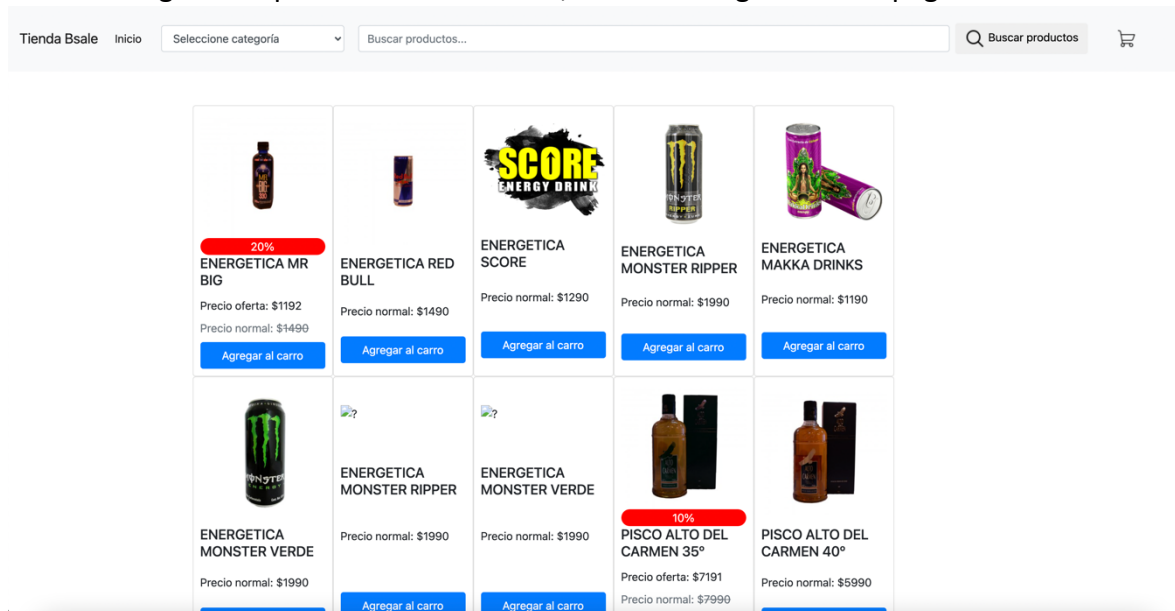 Tienda Bsale Inicio Seleccione categoría Buscar productos... Buscar productos
SCORE
ENERGY DRINK
MONSTER
RIPPER
20%
ENERGETICA MR
BIG
Precio oferta: $1192
Precio normal: $1490
Agregar al carro
ENERGETICA RED
BULL
Precio normal: $1490
Agregar al carro
ENERGETICA
SCORE
Precio normal: $1290
Agregar al carro
ENERGETICA
MONSTER RIPPER
Precio normal: $1990
Agregar al carro
ENERGETICA
MAKKA DRINKS
Precio normal: $1190
Agregar al carro
MONSTER
ENERGY
ENERGETICA
MONSTER VERDE
Precio normal: $1990
?
ENERGETICA
MONSTER RIPPER
Precio normal: $1990
Agregar al carro
?
ENERGETICA
MONSTER VERDE
Precio normal: $1990
Agregar al carro
10%
PISCO ALTO DEL
CARMEN 35°
Precio oferta: $7191
Precio normal: $7990
PISCO ALTO DEL
CARMEN 40°
Precio normal: $5990